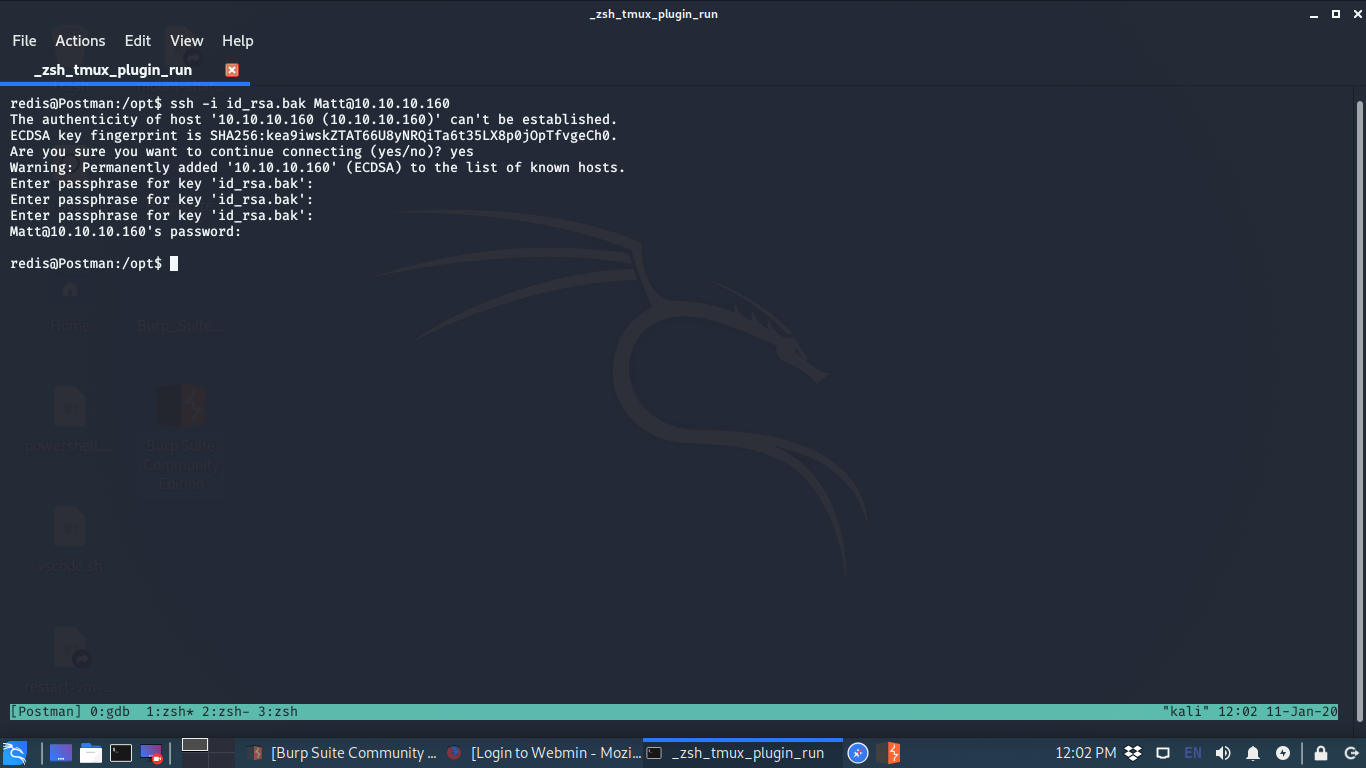 _zsh_tmux_plugin_run
File Actions Edit View Help
_zsh_tmux_plugin_run
redis@Postman:/opt$ ssh -i id_rsa.bak Matt@10.10.10.160
The authenticity of host '10.10.10.160 (10.10.10.160)' can't be established.
ECDSA key fingerprint is SHA256:kea9iwskZTAT66U8yNRQiTa6t35LX8p0jOpTfvgeCh0.
Are you sure you want to continue connecting (yes/no)? yes
Warning: Permanently added '10.10.10.160' (ECDSA) to the list of known hosts.
Enter passphrase for key 'id_rsa.bak':
Enter passphrase for key 'id_rsa.bak':
Enter passphrase for key 'id_rsa.bak':
Matt@10.10.10.160's password:
redis@Postman:/opt$
Home Burp_Suite...
powershell... Burp Suite
Community
Edition
vscode.sh
restart-vm-...
[Postman] 0:gdb 1:zsh* 2:zsh- 3:zsh "kali" 12:02 11-Jan-20
[Burp Suite Community ... [Login to Webmin - Mozi... _zsh_tmux_plugin_run 12:02 PM EN